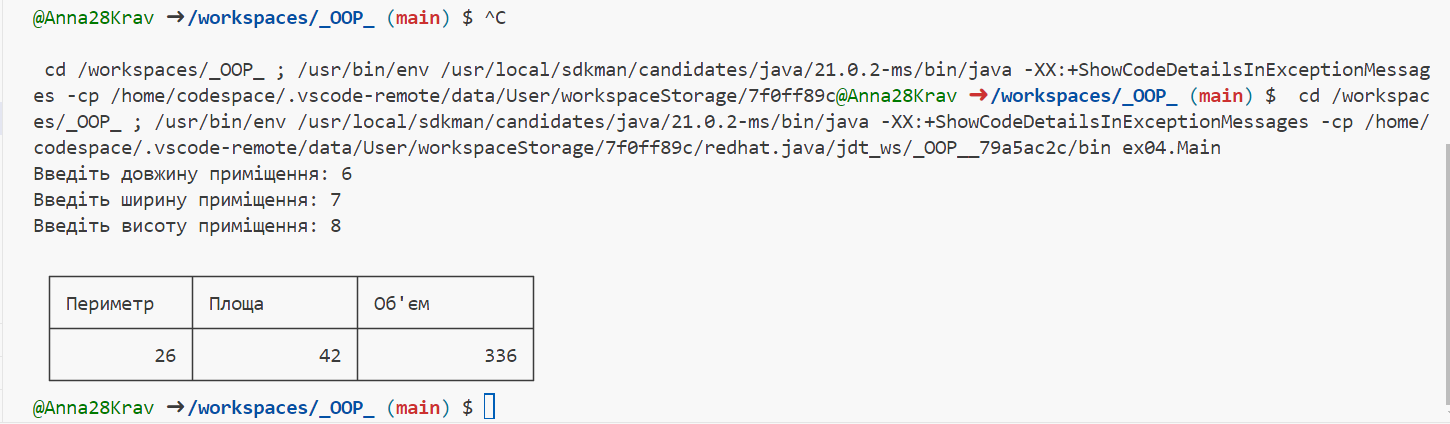 @Anna28Krav ➜/workspaces/_OOP_ (main) $ ^C
cd /workspaces/_OOP_ ; /usr/bin/env /usr/local/sdkman/candidates/java/21.0.2-ms/bin/java -XX:+ShowCodeDetailsInExceptionMessag
es -cp /home/codespace/.vscode-remote/data/User/workspaceStorage/7f0ff89c@Anna28Krav ➜/workspaces/_OOP_ (main) $  cd /workspac
es/_OOP_ ; /usr/bin/env /usr/local/sdkman/candidates/java/21.0.2-ms/bin/java -XX:+ShowCodeDetailsInExceptionMessages -cp /home/
codespace/.vscode-remote/data/User/workspaceStorage/7f0ff89c/redhat.java/jdt_ws/_OOP__79a5ac2c/bin ex04.Main
Введіть довжину приміщення: 6
Введіть ширину приміщення: 7
Введіть висоту приміщення: 8
Периметр Площа Об'єм
26 42 336
@Anna28Krav ➜/workspaces/_OOP_ (main) $